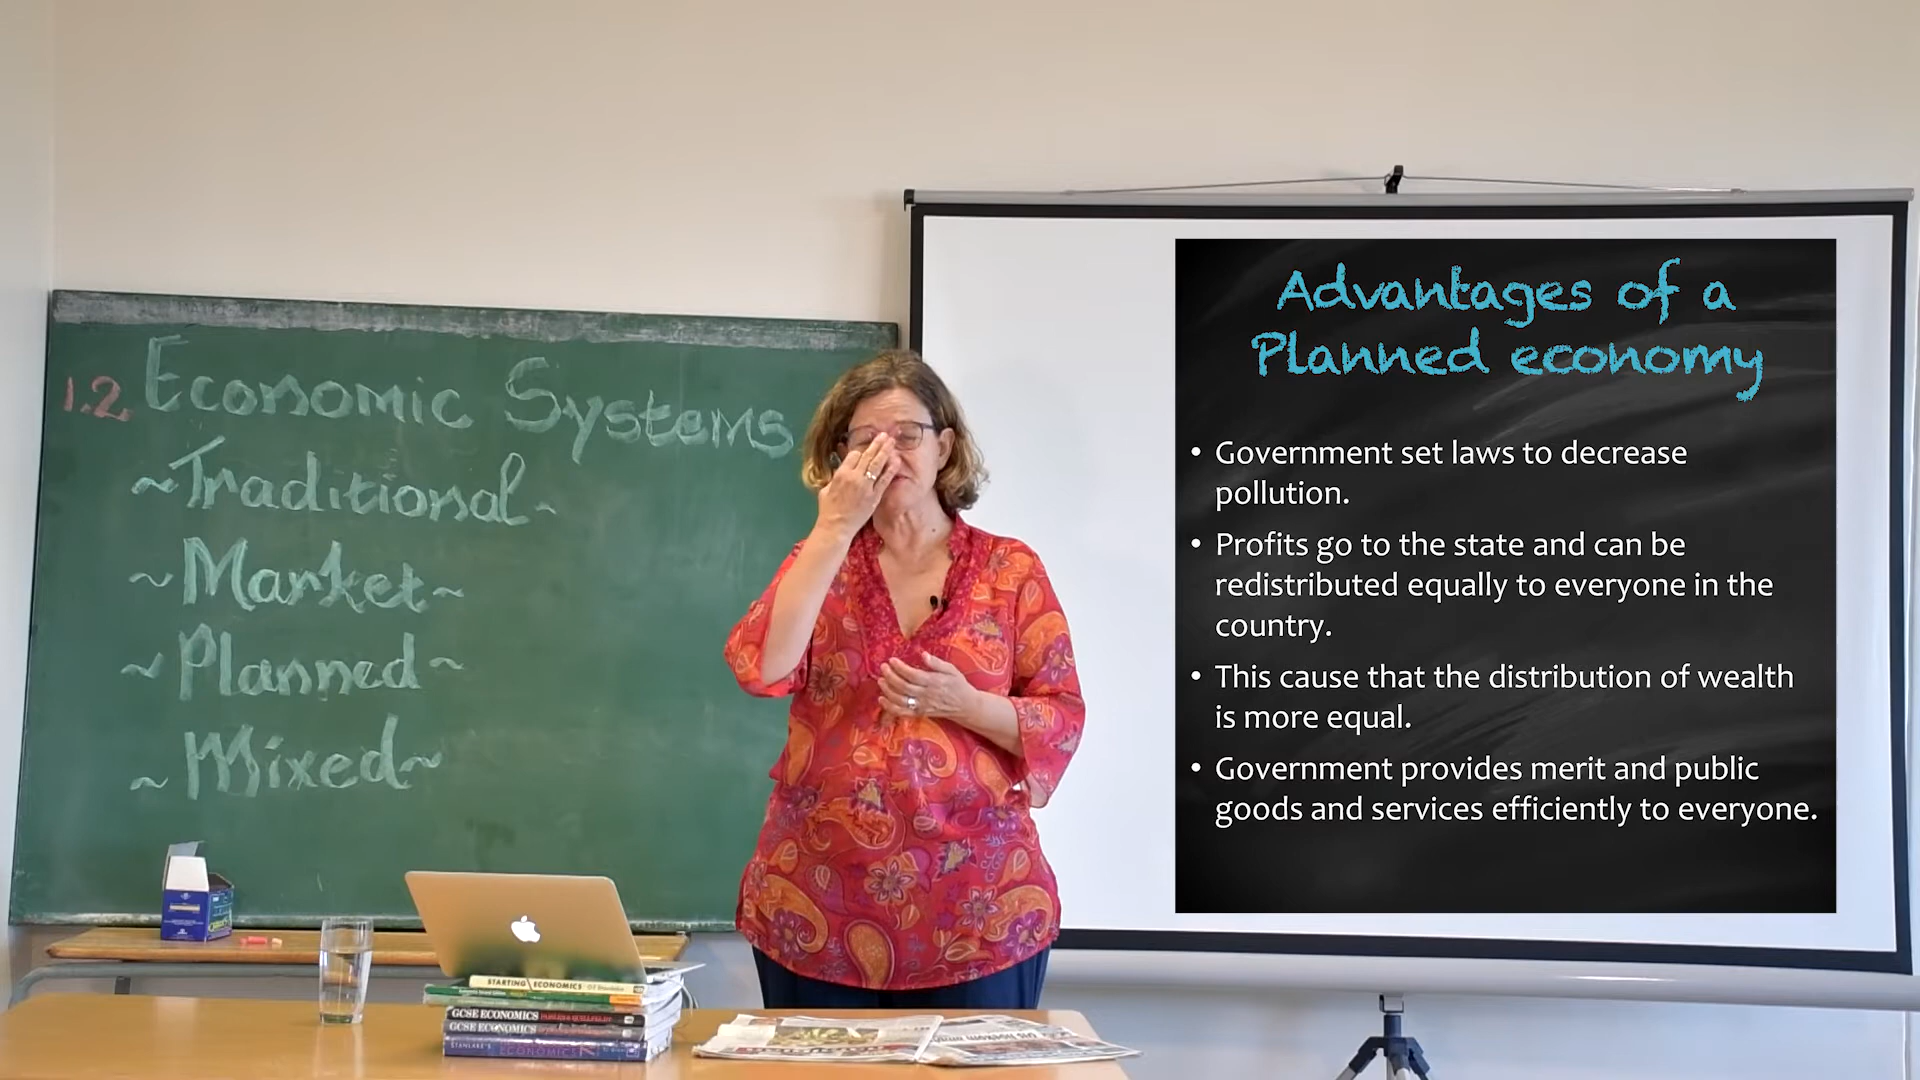 1.2 Economic Systems
~Traditional~
~Market~
~Planned~
~Mixed~
Advantages of a
Planned economy
• Government set laws to decrease
pollution.
• Profits go to the state and can be
redistributed equally to everyone in the
country.
• This cause that the distribution of wealth
is more equal.
• Government provides merit and public
goods and services efficiently to everyone.
STARTING ECONOMICS
GCSE ECONOMICS
GCSE ECONOMICS
STANLAKE'S ECONOMICS